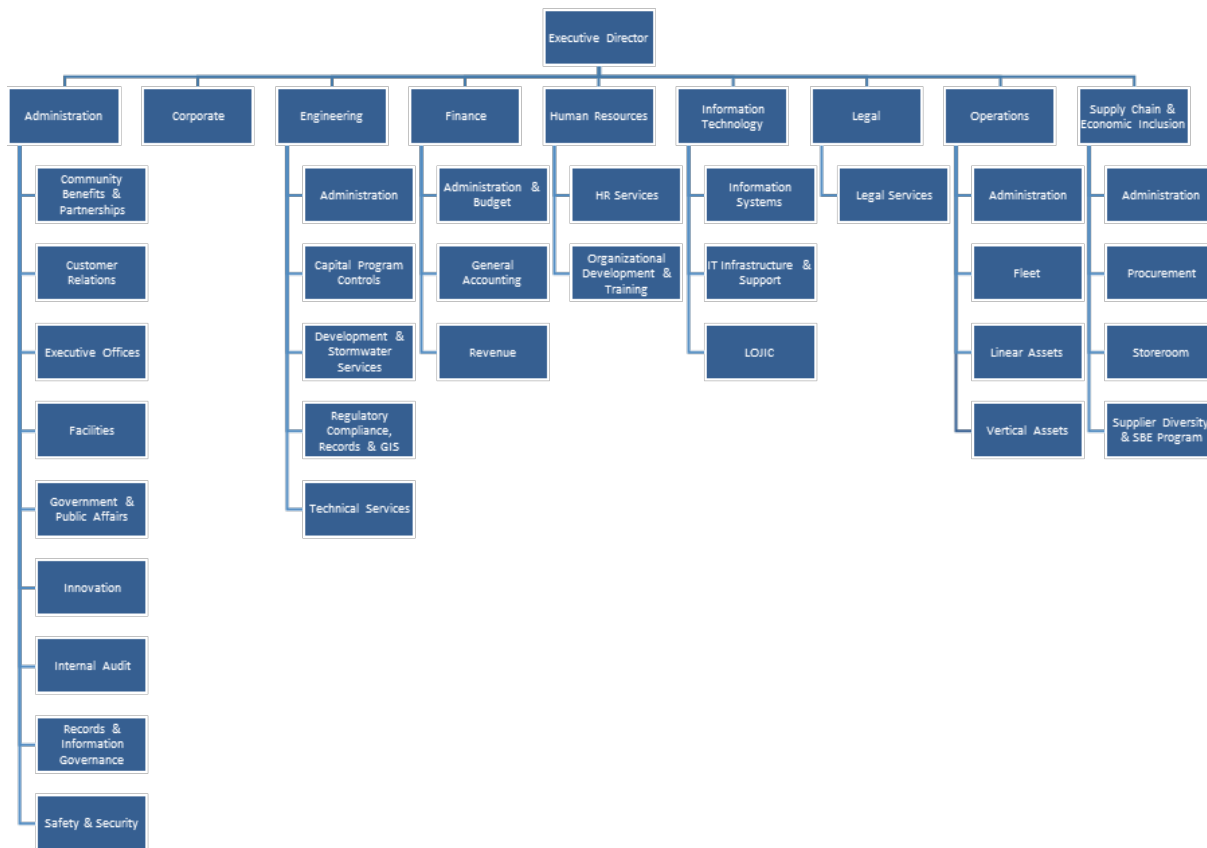 Executive Director
Administration
Corporate
Engineering
Finance
Human Resources
Information
Technology
Legal
Operations
Supply Chain &
Economic Inclusion
Community
Benefits &
Partnerships
Customer
Relations
Executive Offices
Facilities
Government &
Public Affairs
Innovation
Internal Audit
Records &
Information
Governance
Safety & Security
Administration
Capital Program
Controls
Development &
Stormwater
Services
Regulatory
Compliance,
Records & GIS
Technical Services
Administration &
Budget
General
Accounting
Revenue
HR Services
Organizational
Development &
Training
Information
Systems
IT Infrastructure &
Support
LOJIC
Legal Services
Administration
Fleet
Linear Assets
Vertical Assets
Administration
Procurement
Storeroom
Supplier Diversity
& SBE Program